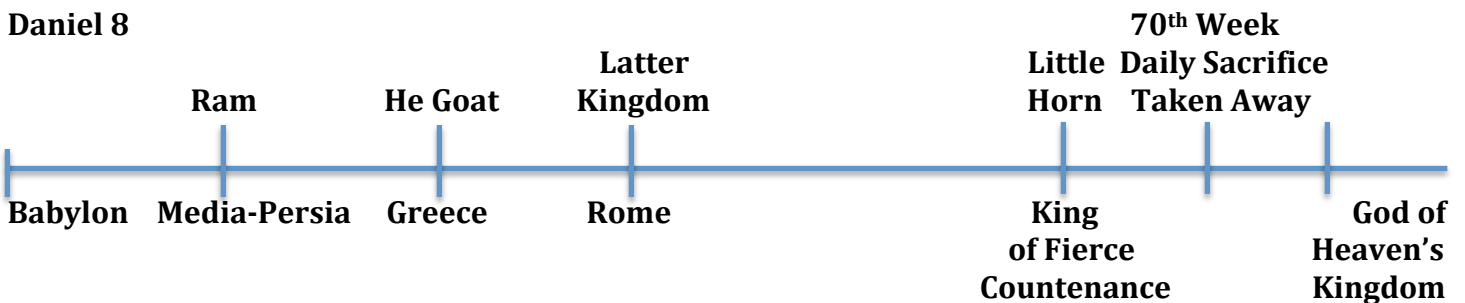 Daniel 8
70th Week
Latter
Little Daily Sacrifice
Ram He Goat Kingdom Horn Taken Away
Babylon Media-Persia Greece Rome King God of
of Fierce Heaven’s
Countenance Kingdom